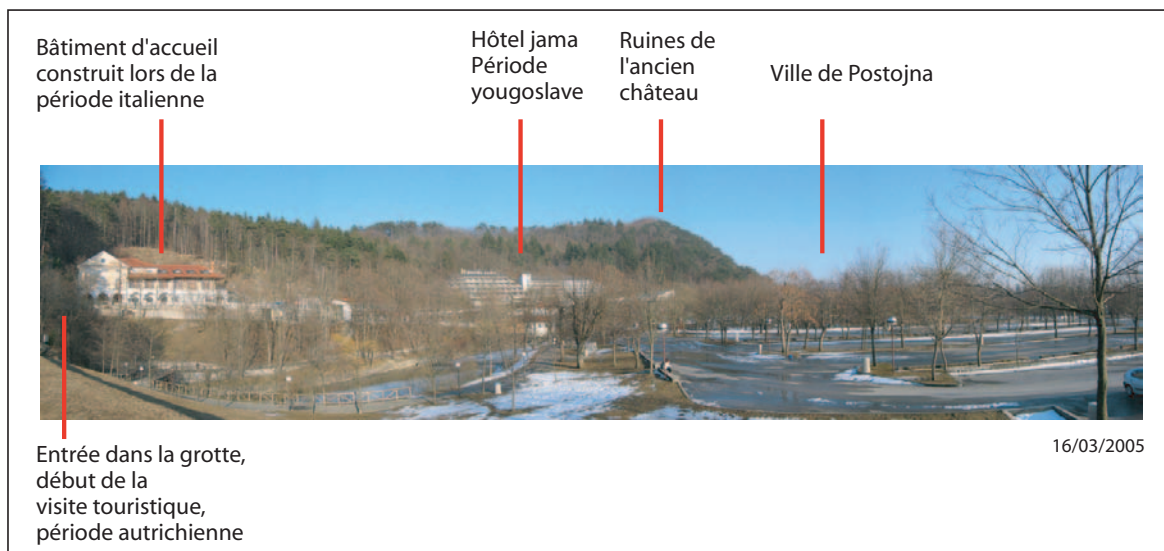 Bâtiment d'accueil
construit lors de la
période italienne
Hôtel jama
Période
yougoslave
Ruines de
l'ancien
château
Ville de Postojna
16/03/2005
Entrée dans la grotte,
début de la
visite touristique,
période autrichienne